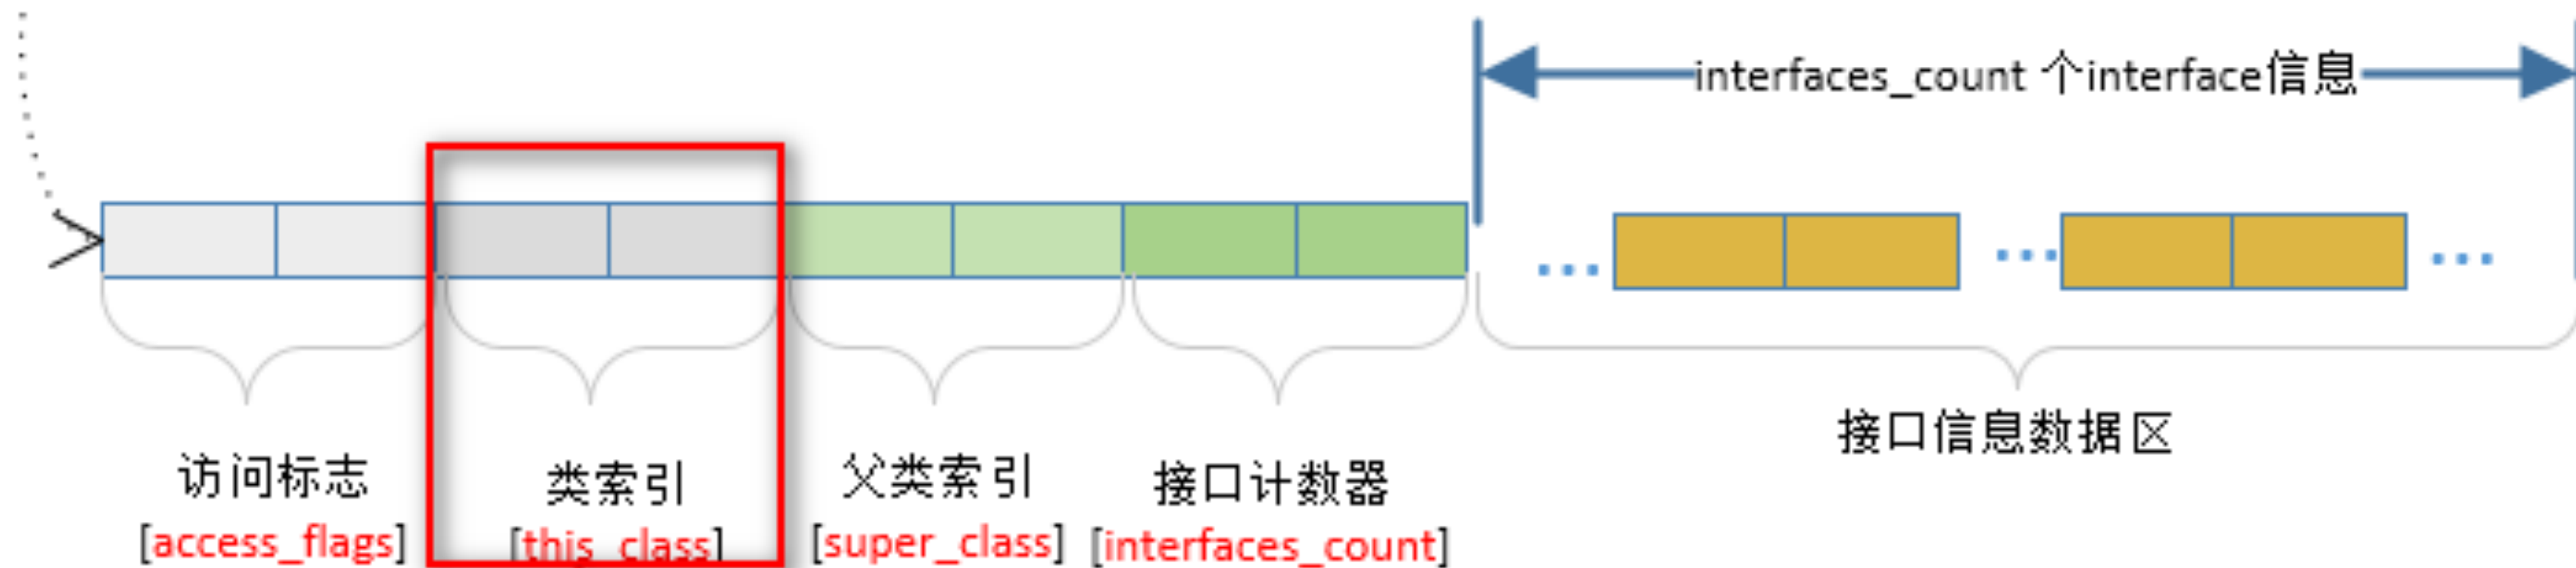 interfaces_count 个interface信息
接口信息数据区
访问标志
[access_flags]
类索引
[this_class]
父类索引
[super_class]
接口计数器
[interfaces_count]